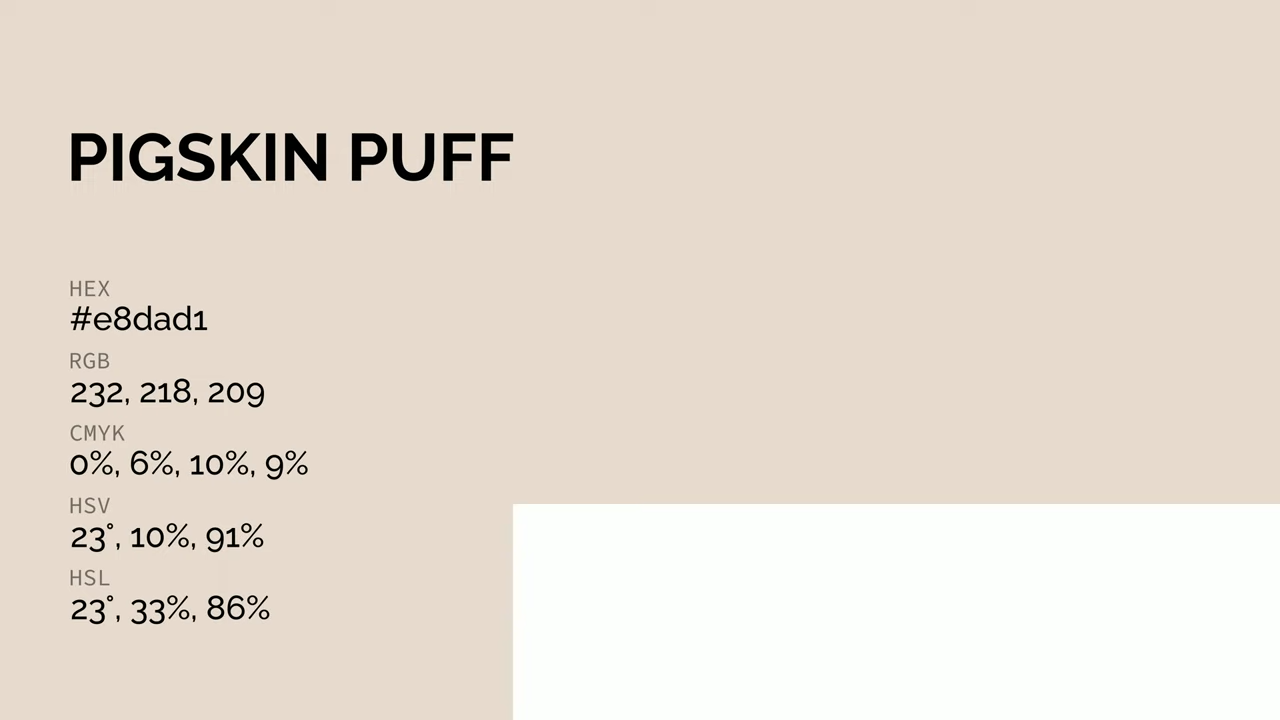 PIGSKIN PUFF
HEX
#e8dad1
RGB
232, 218, 209
CMYK
0%, 6%, 10%, 9%
HSV
23°, 10%, 91%
HSL
23°, 33%, 86%